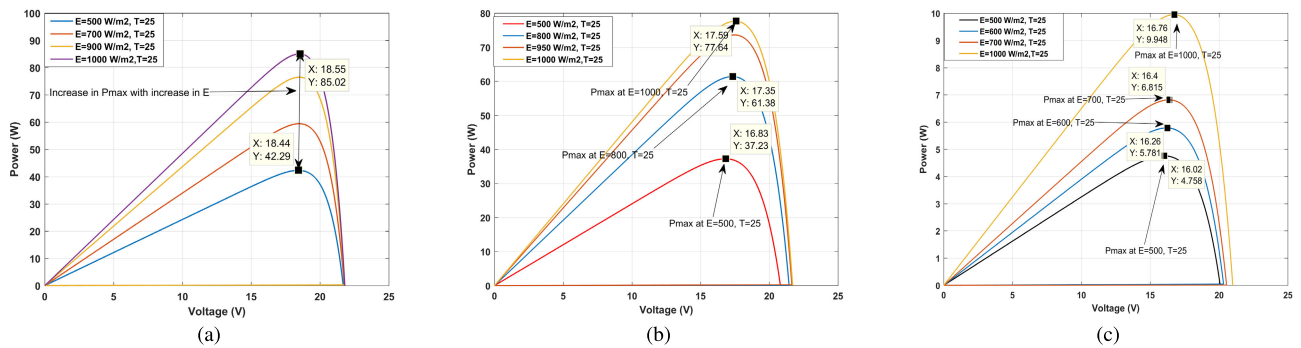 100
90
80
70
60
50
40
30
20
10
0
Power (W)
E=500 W/m2, T=25
E=700 W/m2, T=25
E=900 W/m2, T=25
E=1000 W/m2,T=25
X: 18.55
Y: 85.02
Increase in Pmax with increase in E
X: 18.44
Y: 42.29
0
5
10
15
20
25
Voltage (V)
(a)
80
70
60
50
40
30
20
10
0
Power (W)
E=500 W/m2, T=25
E=800 W/m2, T=25
E=950 W/m2, T=25
E=1000 W/m2, T=25
X: 17.59
Y: 77.64
Pmax at E=1000, T=25
X: 17.35
Y: 61.38
X: 16.83
Y: 37.23
Pmax at E=800, T=25
Pmax at E=500, T=25
0
5
10
15
20
25
Voltage (V)
(b)
10
9
8
7
6
5
4
3
2
1
0
Power (W)
E=500 W/m2, T=25
E=600 W/m2, T=25
E=700 W/m2, T=25
E=1000 W/m2,T=25
X: 16.76
Y: 9.948
Pmax at E=1000, T=25
X: 16.4
Y: 6.815
Pmax at E=700, T=25
Pmax at E=600, T=25
X: 16.26
Y: 5.781
X: 16.02
Y: 4.758
Pmax at E=500, T=25
0
5
10
15
20
25
Voltage (V)
(c)